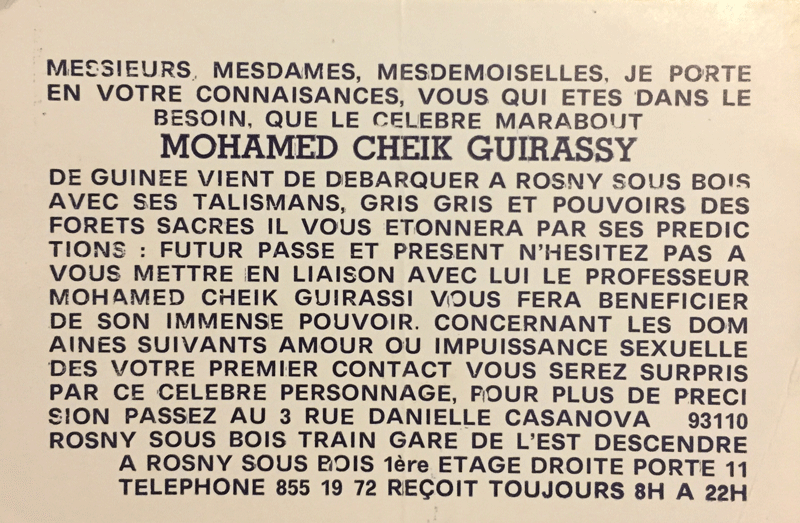 MESSIEURS, MESDAMES, MESDEMOISELLES, JE PORTE
EN VOTRE CONNAISANCES, VOUS QUI ETES DANS LE
BESOIN, QUE LE CELEBRE MARABOUT
MOHAMED CHEIK GUIRASSY
DE GUINEE VIENT DE DEBARQUER A ROSNY SOUS BOIS
AVEC SES TALISMANS, GRIS GRIS ET POUVOIRS DES
FORETS SACRES IL VOUS ETONNERA PAR SES PREDIC
TIONS : FUTUR PASSE ET PRESENT N'HESITEZ PAS A
VOUS METTRE EN LIAISON AVEC LUI LE PROFESSEUR
MOHAMED CHEIK GUIRASSI VOUS FERA BENEFICIER
DE SON IMMENSE POUVOIR. CONCERNANT LES DOM
AINES SUIVANTS AMOUR OU IMPUISSANCE SEXUELLE
DES VOTRE PREMIER CONTACT VOUS SEREZ SURPRIS
PAR CE CELEBRE PERSONNAGE, POUR PLUS DE PRECI
SION PASSEZ AU 3 RUE DANIELLE CASANOVA 93110
ROSNY SOUS BOIS TRAIN GARE DE L'EST DESCENDRE
A ROSNY SOUS BOIS 1ère ETAGE DROITE PORTE 11
TELEPHONE 855 19 72 REÇOIT TOUJOURS 8H A 22H